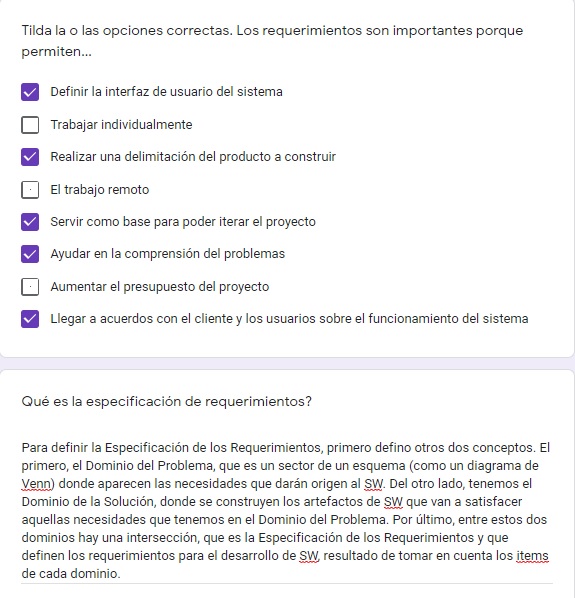 Tilda la o las opciones correctas. Los requerimientos son importantes porque
permiten...
Definir la interfaz de usuario del sistema
Trabajar individualmente
Realizar una delimitación del producto a construir
El trabajo remoto
Servir como base para poder iterar el proyecto
Ayudar en la comprensión del problemas
Aumentar el presupuesto del proyecto
Llegar a acuerdos con el cliente y los usuarios sobre el funcionamiento del sistema
Qué es la especificación de requerimientos?
Para definir la Especificación de los Requerimientos, primero defino otros dos conceptos. El
primero, el Dominio del Problema, que es un sector de un esquema (como un diagrama de
Venn) donde aparecen las necesidades que darán origen al SW. Del otro lado, tenemos el
Dominio de la Solución, donde se construyen los artefactos de SW que van a satisfacer
aquellas necesidades que tenemos en el Dominio del Problema. Por último, entre estos dos
dominios hay una intersección, que es la Especificación de los Requerimientos y que
definen los requerimientos para el desarrollo de SW, resultado de tomar en cuenta los items
de cada dominio.